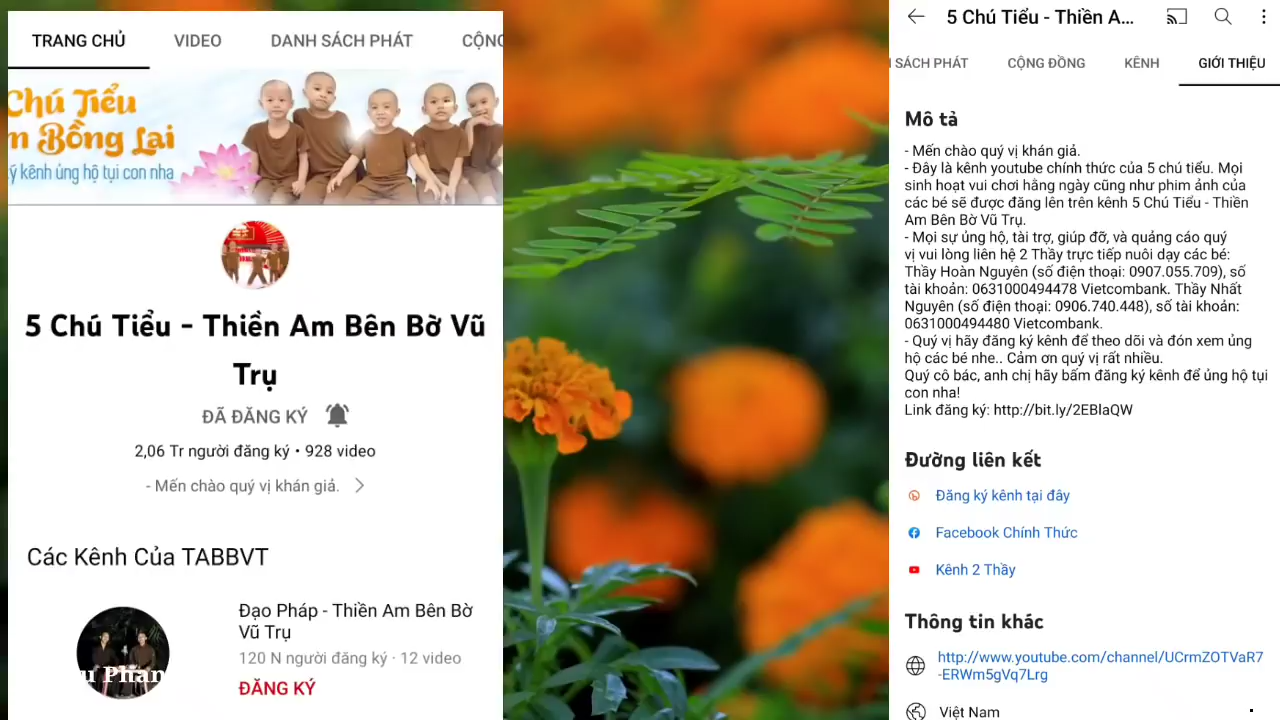 TRANG CHỦ VIDEO DANH SÁCH PHÁT CỘNG
Chú Tiểu
m Bồng Lai
ý kênh ủng hộ tụi con nha
5 Chú Tiểu - Thiền Am Bên Bờ Vũ
Trụ
ĐÃ ĐĂNG KÝ
2,06 Tr người đăng ký • 928 video
- Mến chào quý vị khán giả.
Các Kênh Của TABBVT
Đạo Pháp - Thiền Am Bên Bờ
Vũ Trụ
120 N người đăng ký · 12 video
ĐĂNG KÝ
5 Chú Tiểu - Thiền A...
SÁCH PHÁT CỘNG ĐỒNG KÊNH GIỚI THIỆU
Mô tả
- Mến chào quý vị khán giả.
- Đây là kênh youtube chính thức của 5 chú tiểu. Mọi
sinh hoạt vui chơi hằng ngày cũng như phim ảnh của
các bé sẽ được đăng lên trên kênh 5 Chú Tiểu - Thiền
Am Bên Bờ Vũ Trụ.
- Mọi sự ủng hộ, tài trợ, giúp đỡ, và quảng cáo quý
vị vui lòng liên hệ 2 Thầy trực tiếp nuôi dạy các bé:
Thầy Hoàn Nguyên (số điện thoại: 0907.055.709), số
tài khoản: 0631000494478 Vietcombank. Thầy Nhất
Nguyên (số điện thoại: 0906.740.448), số tài khoản:
0631000494480 Vietcombank.
- Quý vị hãy đăng ký kênh để theo dõi và đón xem ủng
hộ các bé nhe.. Cảm ơn quý vị rất nhiều.
Quý cô bác, anh chị hãy bấm đăng ký kênh để ủng hộ tụi
con nha!
Link đăng ký: http://bit.ly/2EBlaQW
Đường liên kết
Đăng ký kênh tại đây
Facebook Chính Thức
Kênh 2 Thầy
Thông tin khác
http://www.youtube.com/channel/UCrmZOTVaR7
-ERWm5gVq7Lrg
Việt Nam